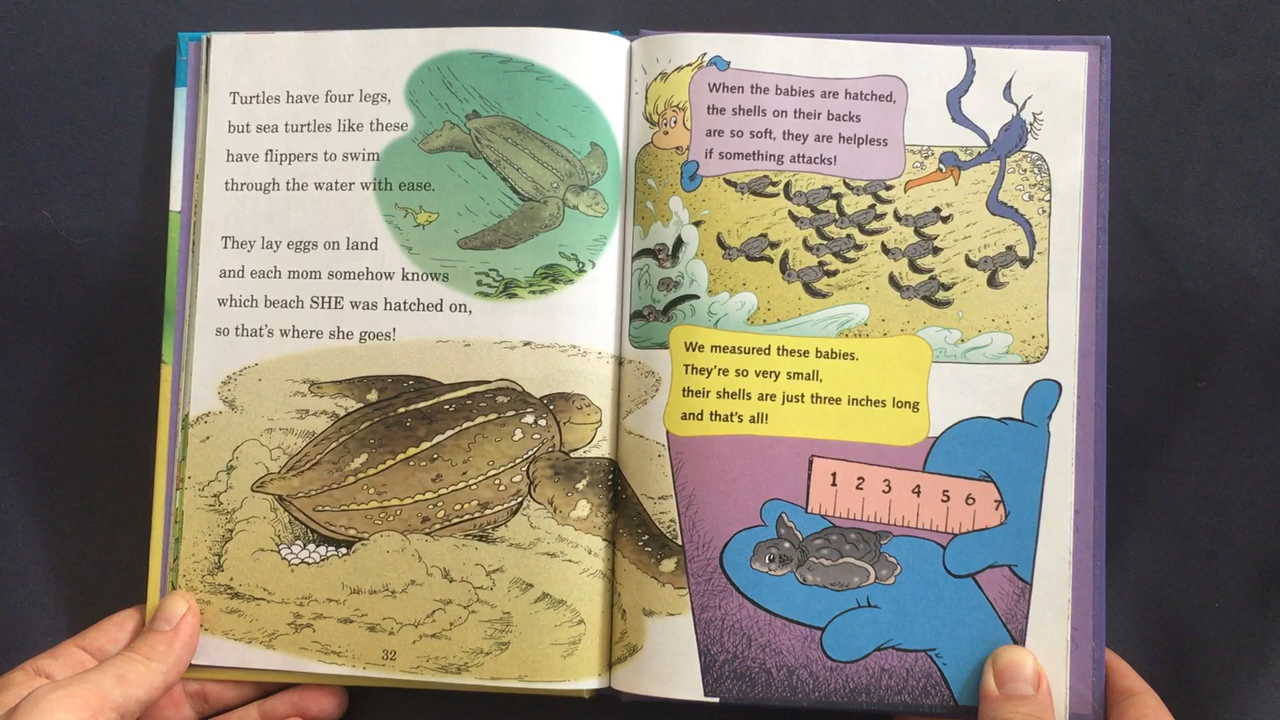 Turtles have four legs,
but sea turtles like these
have flippers to swim
through the water with ease.
They lay eggs on land
and each mom somehow knows
which beach SHE was hatched on,
so that's where she goes!
32
When the babies are hatched,
the shells on their backs
are so soft, they are helpless
if something attacks!
We measured these babies.
They're so very small,
their shells are just three inches long
and that's all!
1 2 3 4 5 6 7